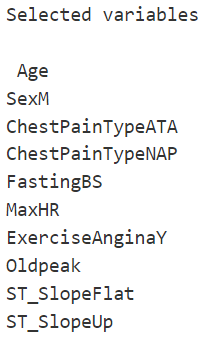 Selected variables
Age
SexM
ChestPainTypeATA
ChestPainTypeNAP
FastingBS
MaxHR
ExerciseAnginaY
Oldpeak
ST_SlopeFlat
ST_SlopeUp